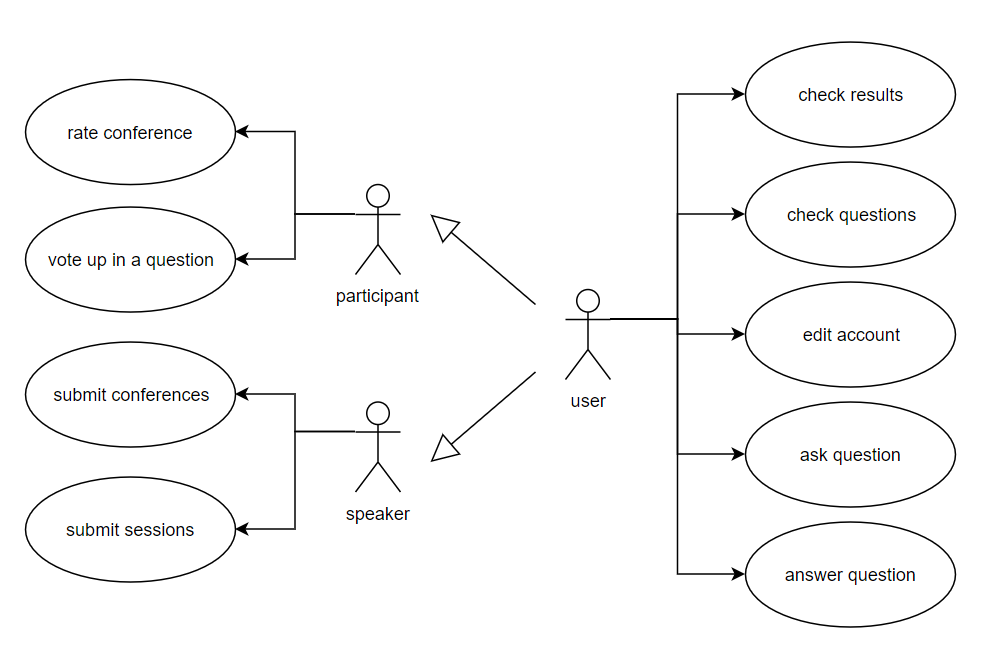 rate conference
vote up in a question
participant
submit conferences
submit sessions
speaker
user
check results
check questions
edit account
ask question
answer question